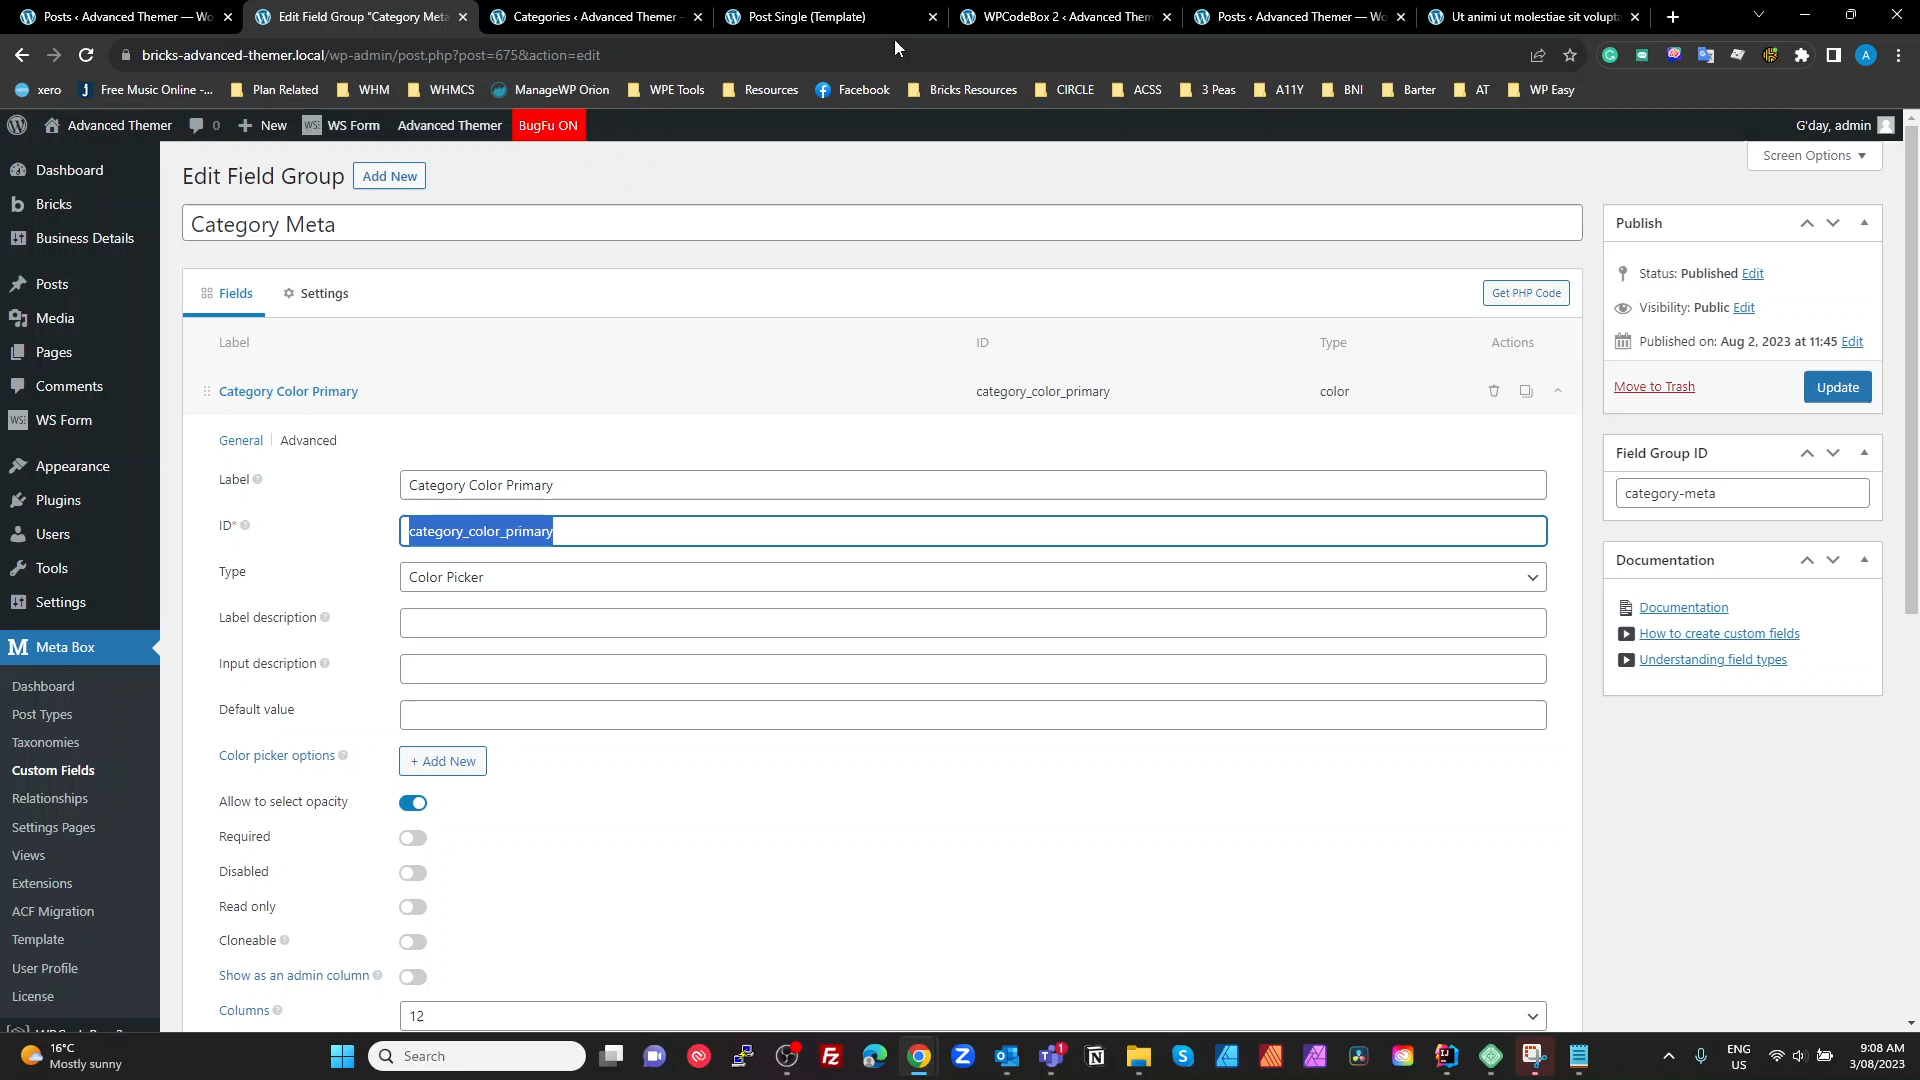 Posts ‹ Advanced Themer — Wo
Edit Field Group "Category Meta
Categories ‹ Advanced Themer
Post Single (Template)
WPCodeBox 2 ‹ Advanced Them
Posts ‹ Advanced Themer — Wo
Ut animi ut molestiae sit volupta
bricks-advanced-themer.local/wp-admin/post.php?post=675&action=edit
xero
Free Music Online -...
Plan Related
WHM
WHMCS
ManageWP Orion
WPE Tools
Resources
Facebook
Bricks Resources
CIRCLE
ACSS
3 Peas
A11Y
BNI
Barter
AT
WP Easy
Advanced Themer
0
New
WS Form
Advanced Themer
BugFu ON
G'day, admin
Screen Options
Dashboard
Bricks
Business Details
Posts
Media
Pages
Comments
WS Form
Appearance
Plugins
Users
Tools
Settings
Meta Box
Dashboard
Post Types
Taxonomies
Custom Fields
Relationships
Settings Pages
Views
Extensions
ACF Migration
Template
User Profile
License
Edit Field Group
Add New
Category Meta
Fields
Settings
Get PHP Code
Label
ID
Type
Actions
Category Color Primary
category_color_primary
color
General
Advanced
Label
Category Color Primary
ID*
category_color_primary
Type
Color Picker
Label description
Input description
Default value
Color picker options
+ Add New
Allow to select opacity
Required
Disabled
Read only
Cloneable
Show as an admin column
Columns
12
Publish
Status: Published Edit
Visibility: Public Edit
Published on: Aug 2, 2023 at 11:45 Edit
Move to Trash
Update
Field Group ID
category-meta
Documentation
Documentation
How to create custom fields
Understanding field types
16°C
Mostly sunny
Search
1
ENG
US
9:08 AM
3/08/2023